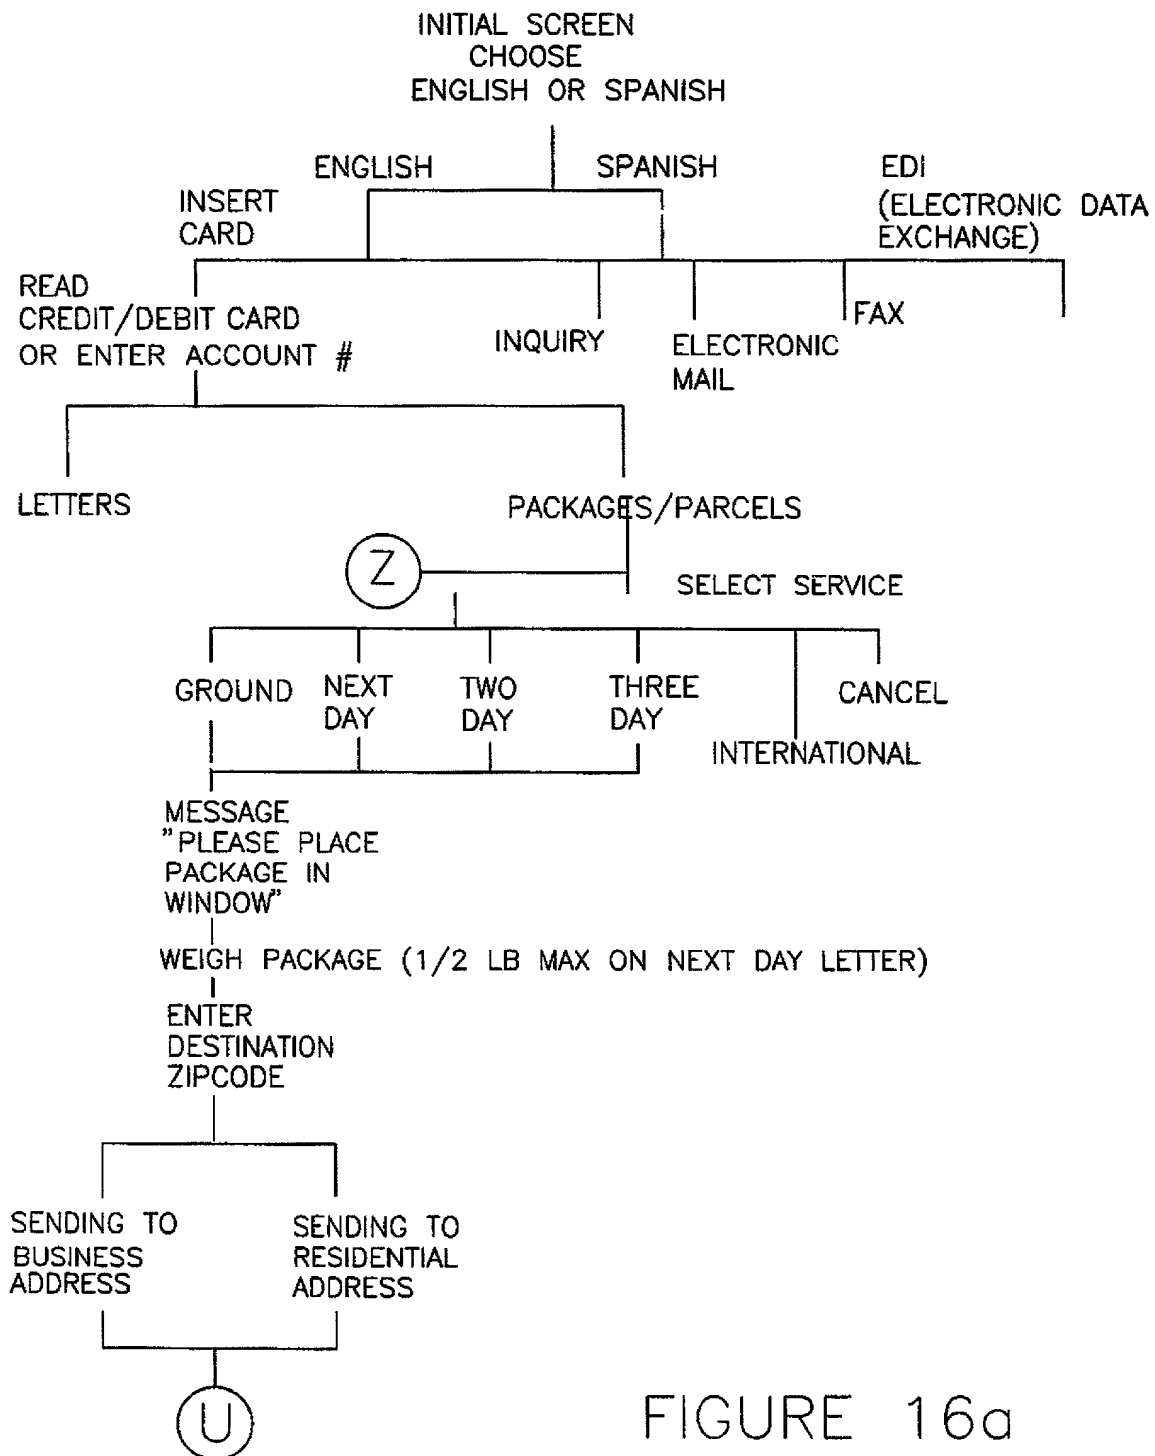 INITIAL SCREEN
CHOOSE
ENGLISH OR SPANISH
ENGLISH
SPANISH
EDI
(ELECTRONIC DATA
EXCHANGE)
INSERT
CARD
READ
CREDIT/DEBIT CARD
OR ENTER ACCOUNT #
INQUIRY
ELECTRONIC
MAIL
FAX
LETTERS
PACKAGES/PARCELS
Z
SELECT SERVICE
GROUND
NEXT
DAY
TWO
DAY
THREE
DAY
INTERNATIONAL
CANCEL
MESSAGE
"PLEASE PLACE
PACKAGE IN
WINDOW"
WEIGH PACKAGE (1/2 LB MAX ON NEXT DAY LETTER)
ENTER
DESTINATION
ZIPCODE
SENDING TO
BUSINESS
ADDRESS
SENDING TO
RESIDENTIAL
ADDRESS
U
FIGURE 16a